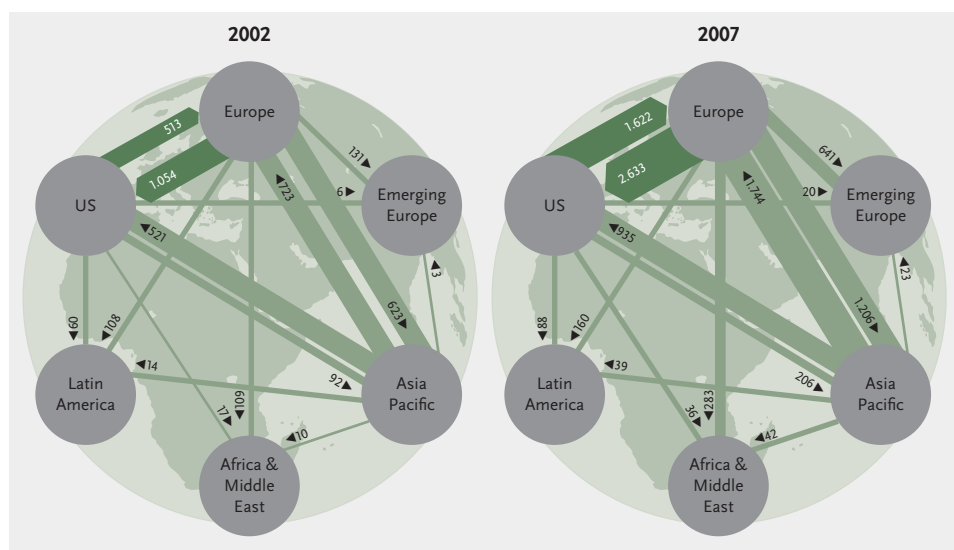 2002
Europe
513
1.054
US
131
6
Emerging
Europe
723
521
3
623
60
108
14
92
Latin
America
Asia
Pacific
17
109
10
Africa &
Middle
East
2007
Europe
1.622
2.633
US
641
20
Emerging
Europe
1.744
935
23
1.206
88
160
39
206
Latin
America
Asia
Pacific
36
283
42
Africa &
Middle
East